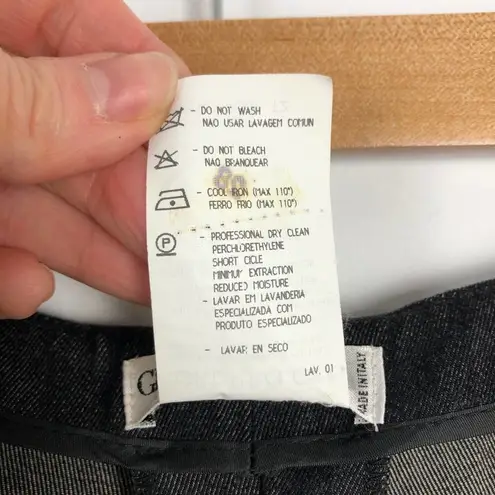 - DO NOT WASH
NAO USAR LAVAGEM COMUN
- DO NOT BLEACH
NAO BRANQUEAR
- COOL IRON (MAX 110°)
FERRO FRIO (MAX 110°)
P
- PROFESSIONAL DRY CLEAN
PERCHLORETHYLENE
SHORT CICLE
MINIMUM EXTRACTION
REDUCED MOISTURE
- LAVAR EM LAVANDERIA
ESPECIALIZADA COM
PRODUTO ESPECIALIZADO
- LAVAR EN SECO
LAV. 01
G
MADE IN ITALY